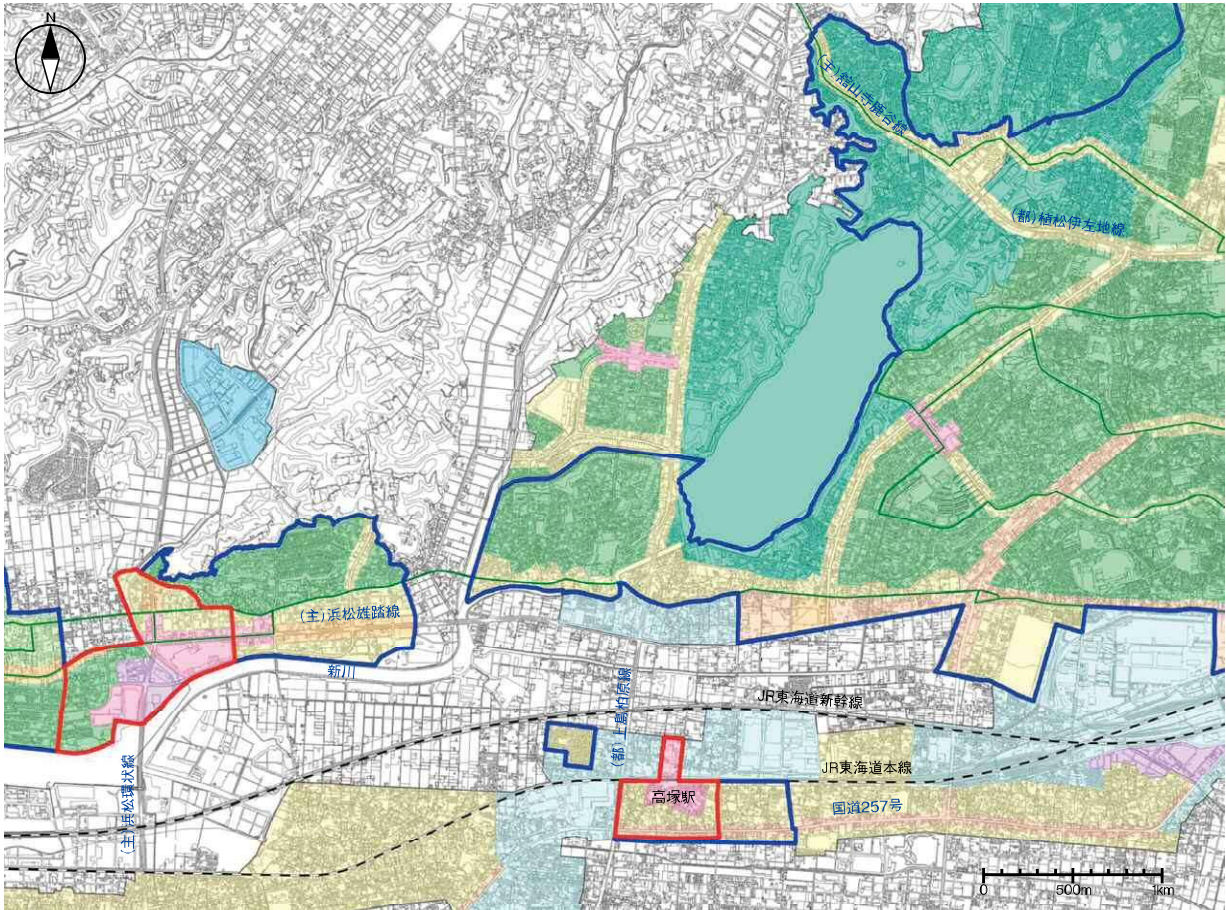 N
(主)舘山寺鹿谷線
(都)植松伊左地線
(主)浜松雄踏線
新川
(都)上島柏原線
JR東海道新幹線
JR東海道本線
高塚駅
国道257号
(主)浜松環状線
0 500m 1km